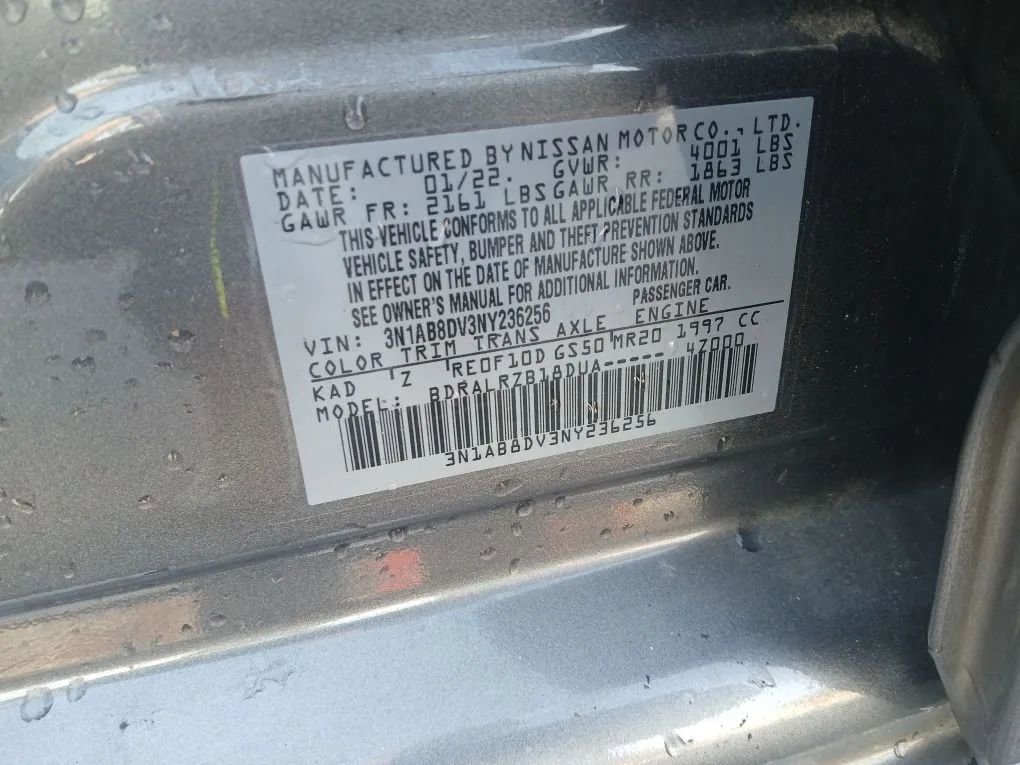 MANUFACTURED BY NISSAN MOTOR CO., LTD.
DATE: 01/22. GVWR: 4001 LBS
GAWR FR: 2161 LBS GAWR RR: 1863 LBS
THIS VEHICLE CONFORMS TO ALL APPLICABLE FEDERAL MOTOR
VEHICLE SAFETY, BUMPER AND THEFT PREVENTION STANDARDS
IN EFFECT ON THE DATE OF MANUFACTURE SHOWN ABOVE.
SEE OWNER'S MANUAL FOR ADDITIONAL INFORMATION.
VIN: 3N1AB8DV3NY236256 PASSENGER CAR.
COLOR TRIM TRANS AXLE ENGINE
KAD Z RE0F10D GS50 MR20 1997 CC
MODEL: BDRALRZB18DUA----- 4Z000
3N1AB8DV3NY236256